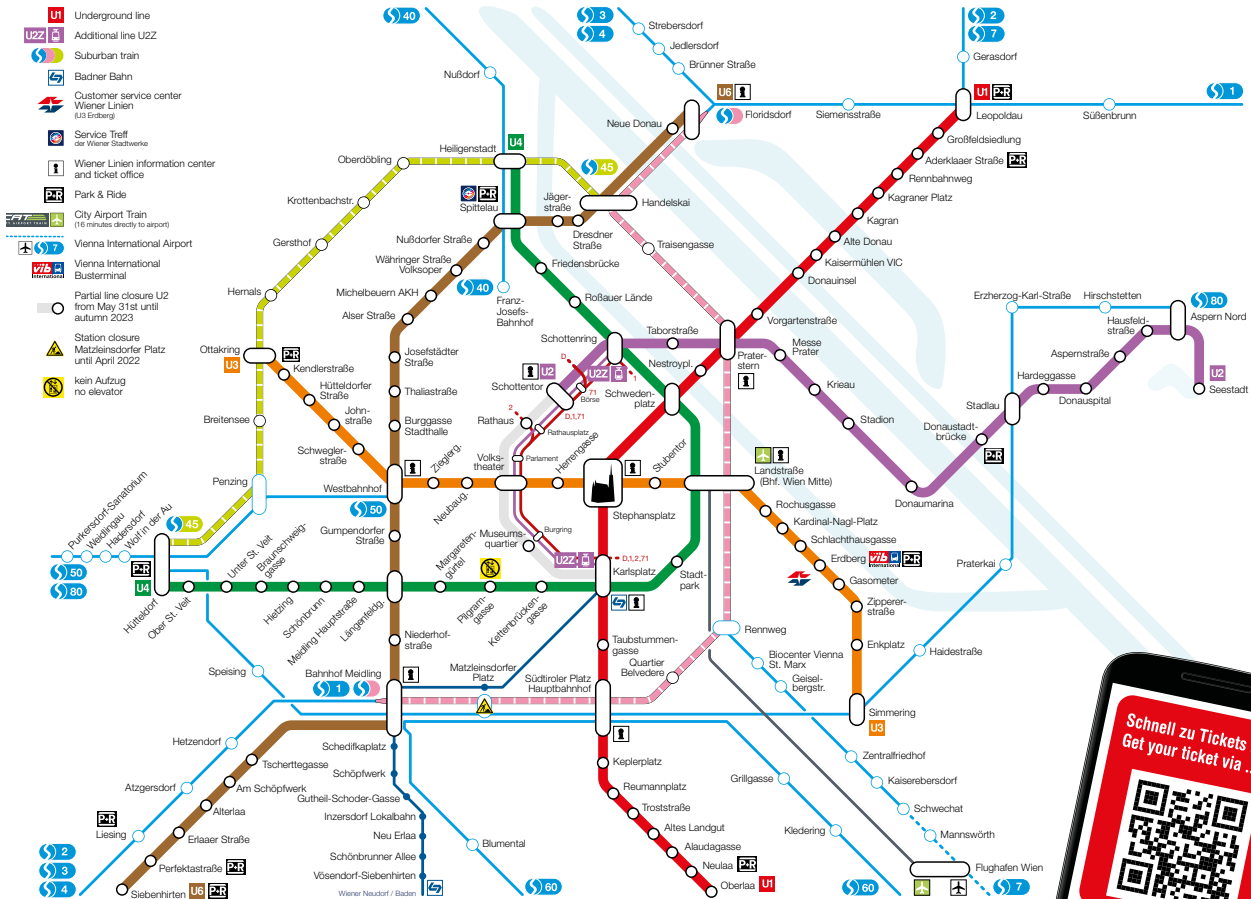 U1 Underground line
U2Z Additional line U2Z
Suburban train
Badner Bahn
Customer service center
Wiener Linien
(U3 Erdberg)
Service Treff
der Wiener Stadtwerke
Wiener Linien information center
and ticket office
P+R Park & Ride
City Airport Train
(16 minutes directly to airport)
S 7 Vienna International Airport
vib International
Vienna International
Busterminal
Partial line closure U2
from May 31st until
autumn 2023
Station closure
Matzleinsdorfer Platz
until April 2022
kein Aufzug
no elevator
S 40
S 3
S 4
S 2
S 7
Strebersdorf
Jedlersdorf
Brünner Straße
Gerasdorf
S 1
Nußdorf
U6
Floridsdorf
Siemensstraße
U1 P+R
Leopoldau
Süßenbrunn
Neue Donau
Großfeldsiedlung
Aderklaaer Straße P+R
Rennbahnweg
Kagraner Platz
Kagran
Alte Donau
Kaisermühlen VIC
Donauinsel
Vorgartenstraße
Heiligenstadt
U4
Oberdöbling
S 45
Krottenbachstr.
Gersthof
Hernals
P+R
Spittelau
Jäger-
straße
Handelskai
Dresdner
Straße
Traisengasse
Nußdorfer Straße
Währinger Straße
Volksoper
Michelbeuern AKH
Alser Straße
S 40
Franz-
Josefs-
Bahnhof
Friedensbrücke
Roßauer Lände
Erzherzog-Karl-Straße
Hirschstetten
S 80
Aspern Nord
Hausfeld-
straße
Aspernstraße
Hardeggasse
Donauspital
U2
Seestadt
Stadlau
Donaustadt-
brücke
P+R
Donaumarina
Stadion
Krieau
Messe
Prater
Prater-
stern
Taborstraße
Nestroypl.
Schottenring
Schweden-
platz
U2
Schottentor
U2Z
D
1
71
Börse
D,1,71
2
Rathaus
Rathausplatz
Parlament
Volks-
theater
Herrengasse
Burgring
Museums-
quartier
U2Z
D,1,2,71
Karlsplatz
Stephansplatz
Stubentor
Landstraße
(Bhf. Wien Mitte)
Rochusgasse
Kardinal-Nagl-Platz
Schlachthausgasse
Erdberg vib International P+R
Gasometer
Zipperer-
straße
Enkplatz
Simmering
U3
Praterkai
Haidestraße
Ottakring
U3
P+R
Kendlerstraße
Hütteldorfer
Straße
John-
straße
Schwegler-
straße
Breitensee
Penzing
Westbahnhof
S 50
Josefstädter
Straße
Thaliastraße
Burggasse
Stadthalle
Zieglerg.
Neubaug.
Gumpendorfer
Straße
Purkersdorf-Sanatorium
Weidlingau
Hadersdorf
Wolf in der Au
S 45
S 50
S 80
P+R
U4
Hütteldorf
Ober St. Veit
Unter St. Veit
Braunschweig-
gasse
Hietzing
Schönbrunn
Meidling Hauptstraße
Längenfeldg.
Margareten-
gürtel
Pilgram-
gasse
Kettenbrücken-
gasse
Stadt-
park
Niederhof-
straße
Taubstummen-
gasse
Quartier
Belvedere
Rennweg
Biocenter Vienna
St. Marx
Geisel-
bergstr.
Zentralfriedhof
Kaiserebersdorf
Schwechat
Mannswörth
Flughafen Wien
S 7
Speising
Bahnhof Meidling
S 1
Matzleinsdorfer
Platz
Südtiroler Platz
Hauptbahnhof
Keplerplatz
Reumannplatz
Troststraße
Altes Landgut
Alaudagasse
Neulaa P+R
Oberlaa U1
Grillgasse
Kledering
S 60
Hetzendorf
Atzgersdorf
P+R
Liesing
S 2
S 3
S 4
Tscherttegasse
Am Schöpfwerk
Alterlaa
Erlaaer Straße
Perfektastraße P+R
Siebenhirten U6 P+R
Schedifkaplatz
Schöpfwerk
Gutheil-Schoder-Gasse
Inzersdorf Lokalbahn
Neu Erlaa
Schönbrunner Allee
Vösendorf-Siebenhirten
Wiener Neudorf / Baden
Blumental
S 60
Schnell zu Tickets
Get your ticket via ..